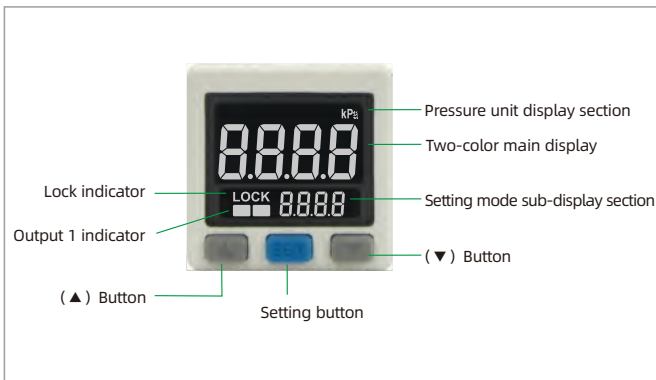 kPa
Pressure unit display section
8.8.8.8
Two-color main display
Lock indicator
LOCK
8.8.8.8
Setting mode sub-display section
Output 1 indicator
SET
(▼) Button
(▲) Button
Setting button